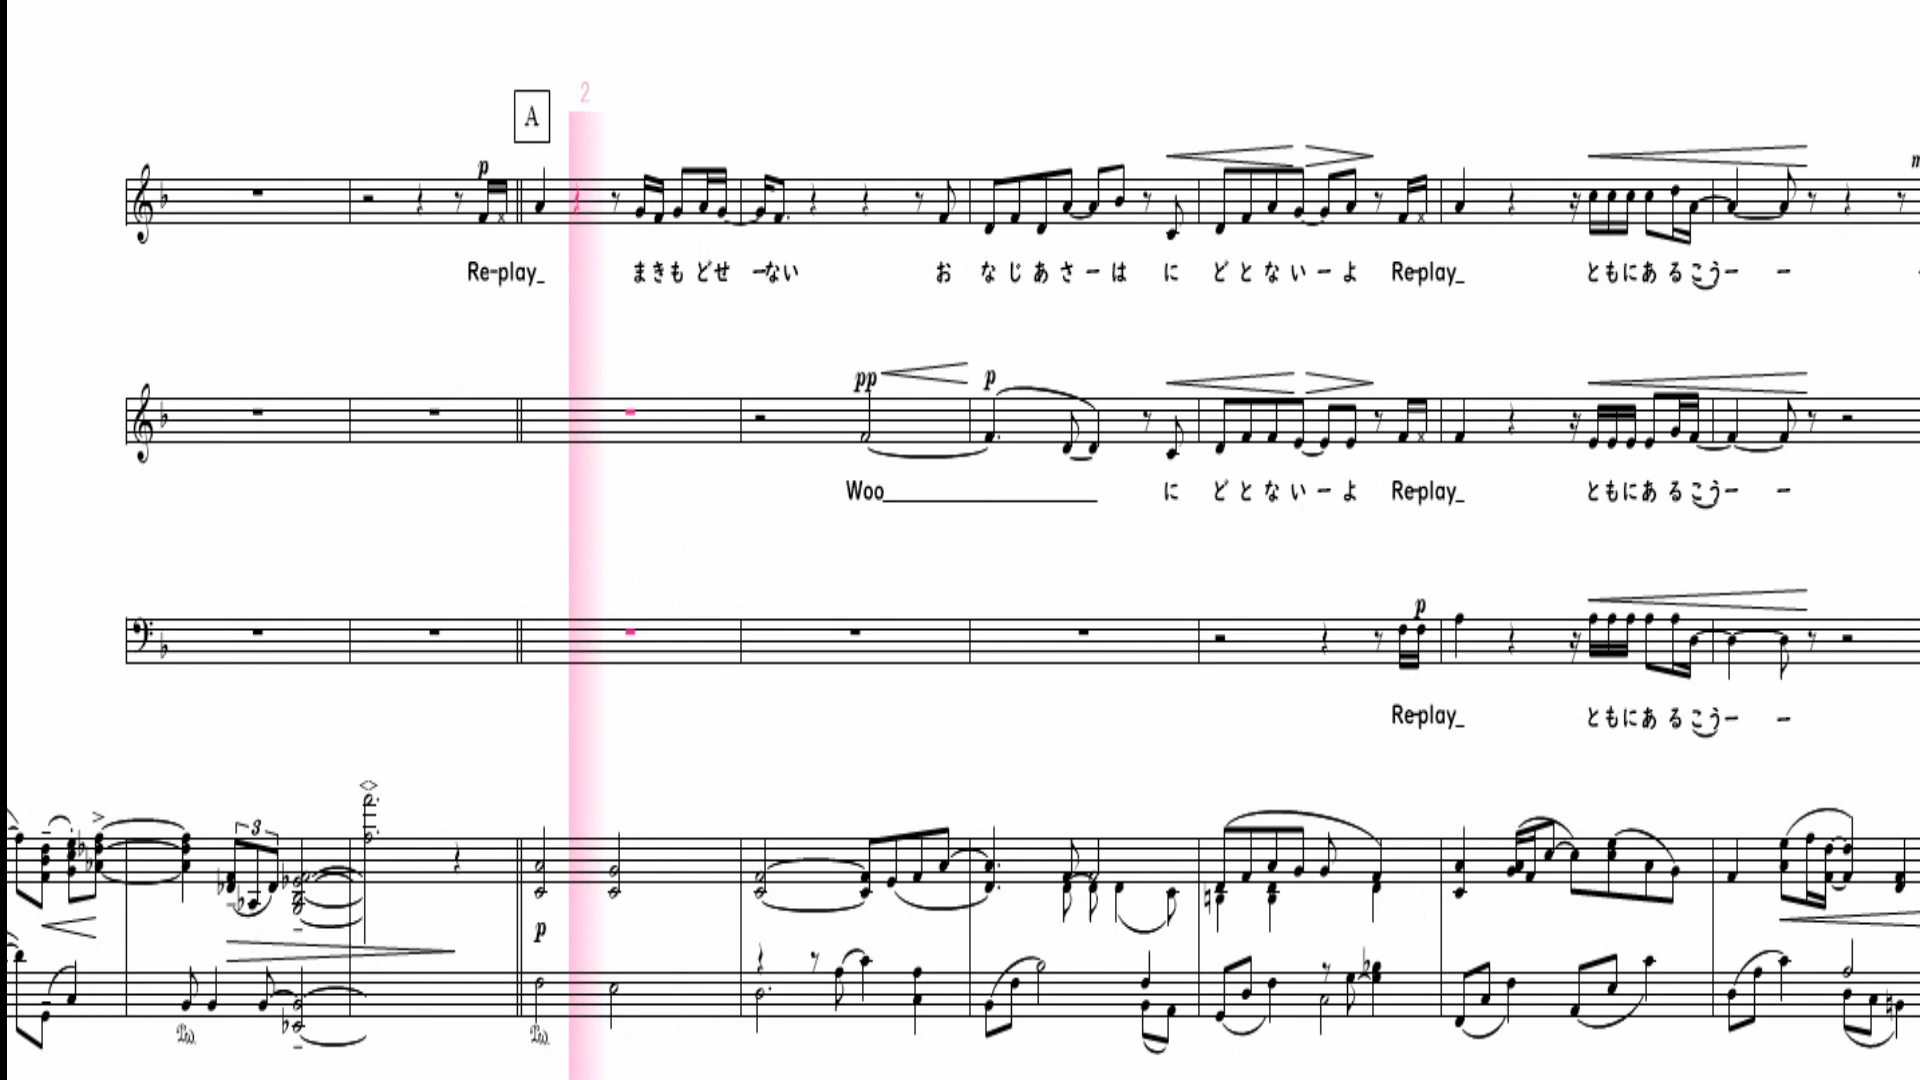 2
A
p
Re-play_ まきもどせ ーない お なじあさーは に どとないーよ Re-play_ ともにあるこうー ー
pp p
Woo_ に どとないーよ Re-play_ ともにあるこうー ー
p
Re-play_ ともにあるこうー ー
3
p